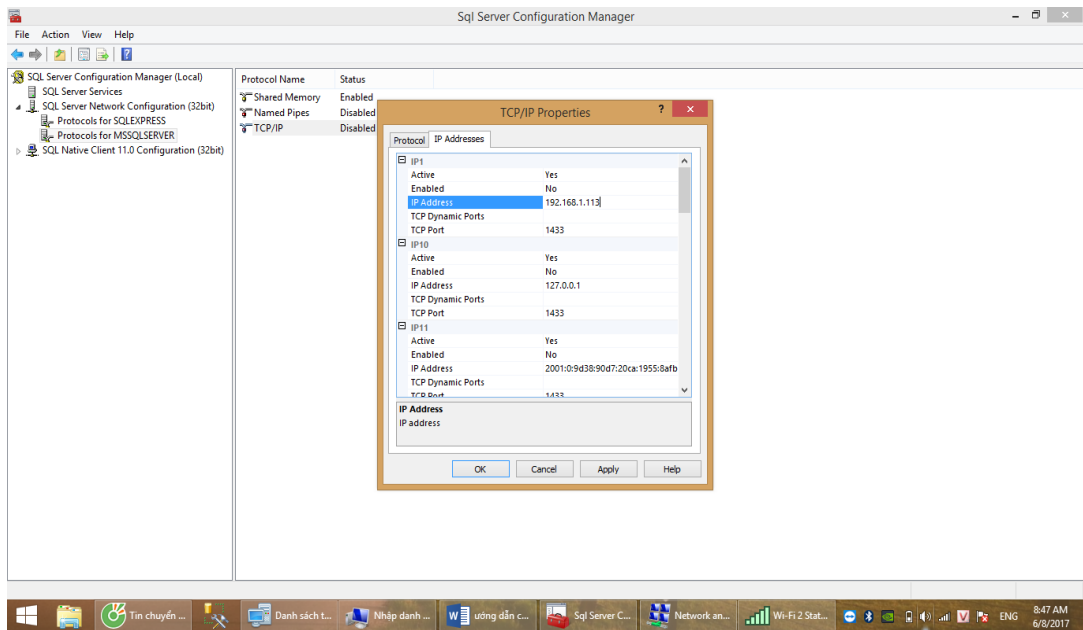 Sql Server Configuration Manager
File Action View Help
SQL Server Configuration Manager (Local)
SQL Server Services
SQL Server Network Configuration (32bit)
Protocols for SQLEXPRESS
Protocols for MSSQLSERVER
SQL Native Client 11.0 Configuration (32bit)
Protocol Name Status
Shared Memory Enabled
Named Pipes Disabled
TCP/IP Disabled
TCP/IP Properties
Protocol IP Addresses
IP1
Active Yes
Enabled No
IP Address 192.168.1.113
TCP Dynamic Ports
TCP Port 1433
IP10
Active Yes
Enabled No
IP Address 127.0.0.1
TCP Dynamic Ports
TCP Port 1433
IP11
Active Yes
Enabled No
IP Address 2001:0:9d38:90d7:20ca:1955:8afb
TCP Dynamic Ports
TCP Port 1433
IP Address
IP address
OK Cancel Apply Help
Tin chuyển ... Danh sách t... Nhập danh ... ướng dẫn c... Sql Server C... Network an... Wi-Fi 2 Stat... V ENG 8:47 AM
6/8/2017